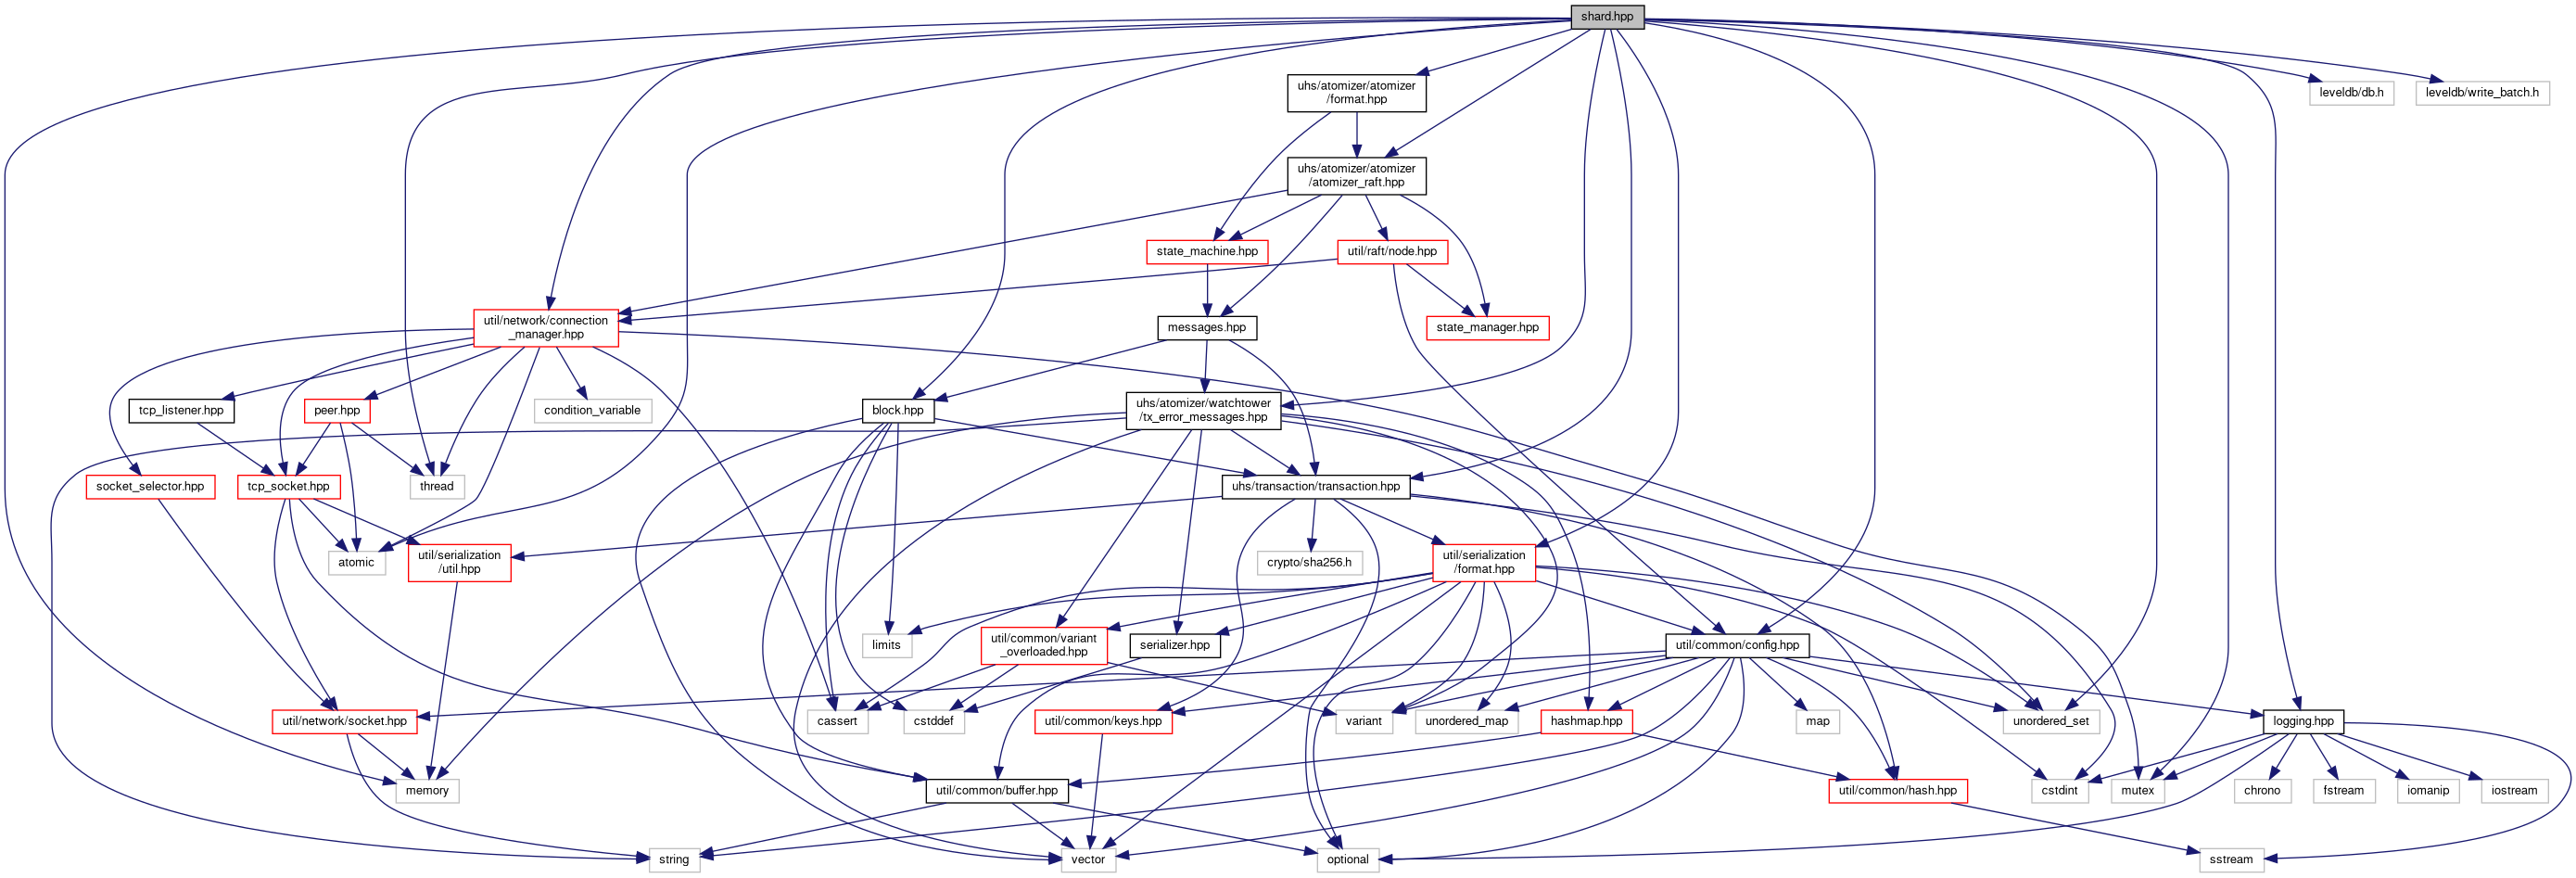 shard.hpp
uhs/atomizer/atomizer
/format.hpp
leveldb/db.h
leveldb/write_batch.h
uhs/atomizer/atomizer
/atomizer_raft.hpp
state_machine.hpp
util/raft/node.hpp
util/network/connection
_manager.hpp
messages.hpp
state_manager.hpp
tcp_listener.hpp
peer.hpp
condition_variable
block.hpp
uhs/atomizer/watchtower
/tx_error_messages.hpp
socket_selector.hpp
tcp_socket.hpp
thread
uhs/transaction/transaction.hpp
atomic
util/serialization
/util.hpp
crypto/sha256.h
util/serialization
/format.hpp
limits
util/common/variant
_overloaded.hpp
serializer.hpp
util/common/config.hpp
util/network/socket.hpp
cassert
cstddef
util/common/keys.hpp
variant
unordered_map
hashmap.hpp
map
unordered_set
logging.hpp
memory
util/common/buffer.hpp
util/common/hash.hpp
cstdint
mutex
chrono
fstream
iomanip
iostream
string
vector
optional
sstream